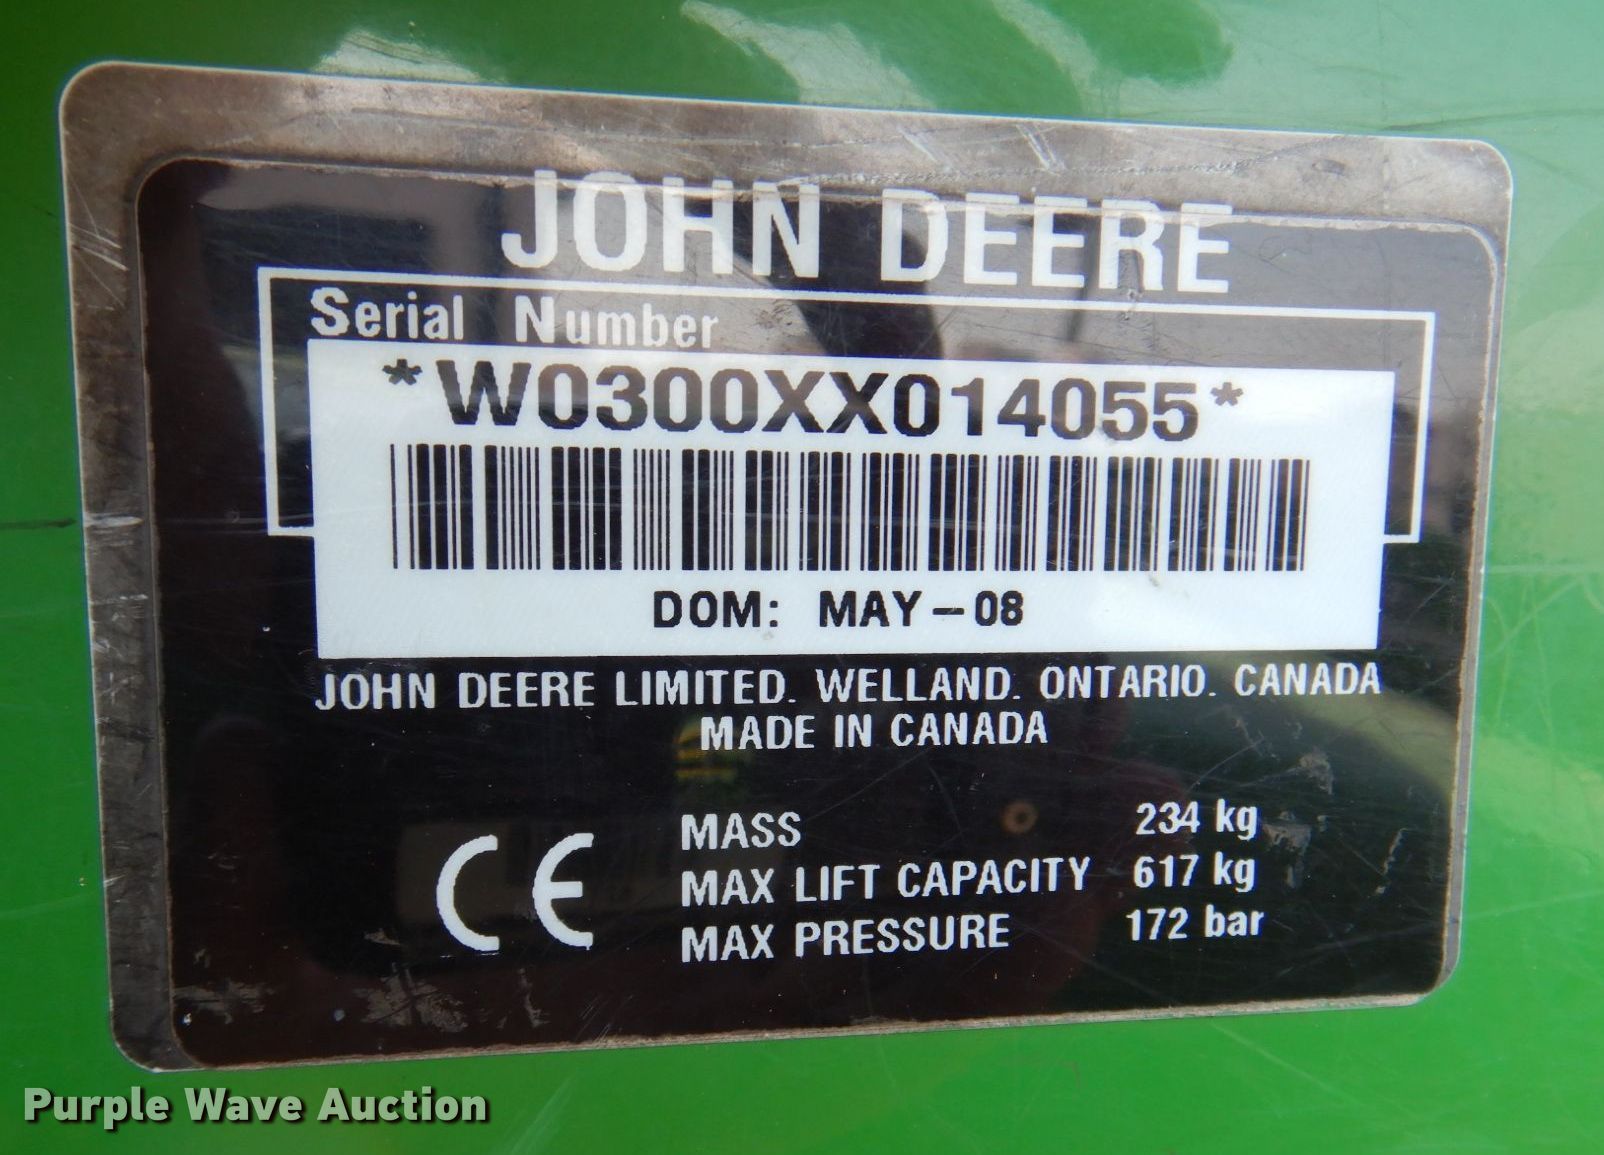 JOHN DEERE
Serial Number
*W0300XX014055*
DOM: MAY-08
JOHN DEERE LIMITED. WELLAND. ONTARIO. CANADA
MADE IN CANADA
CE
MASS 234 kg
MAX LIFT CAPACITY 617 kg
MAX PRESSURE 172 bar
Purple Wave Auction